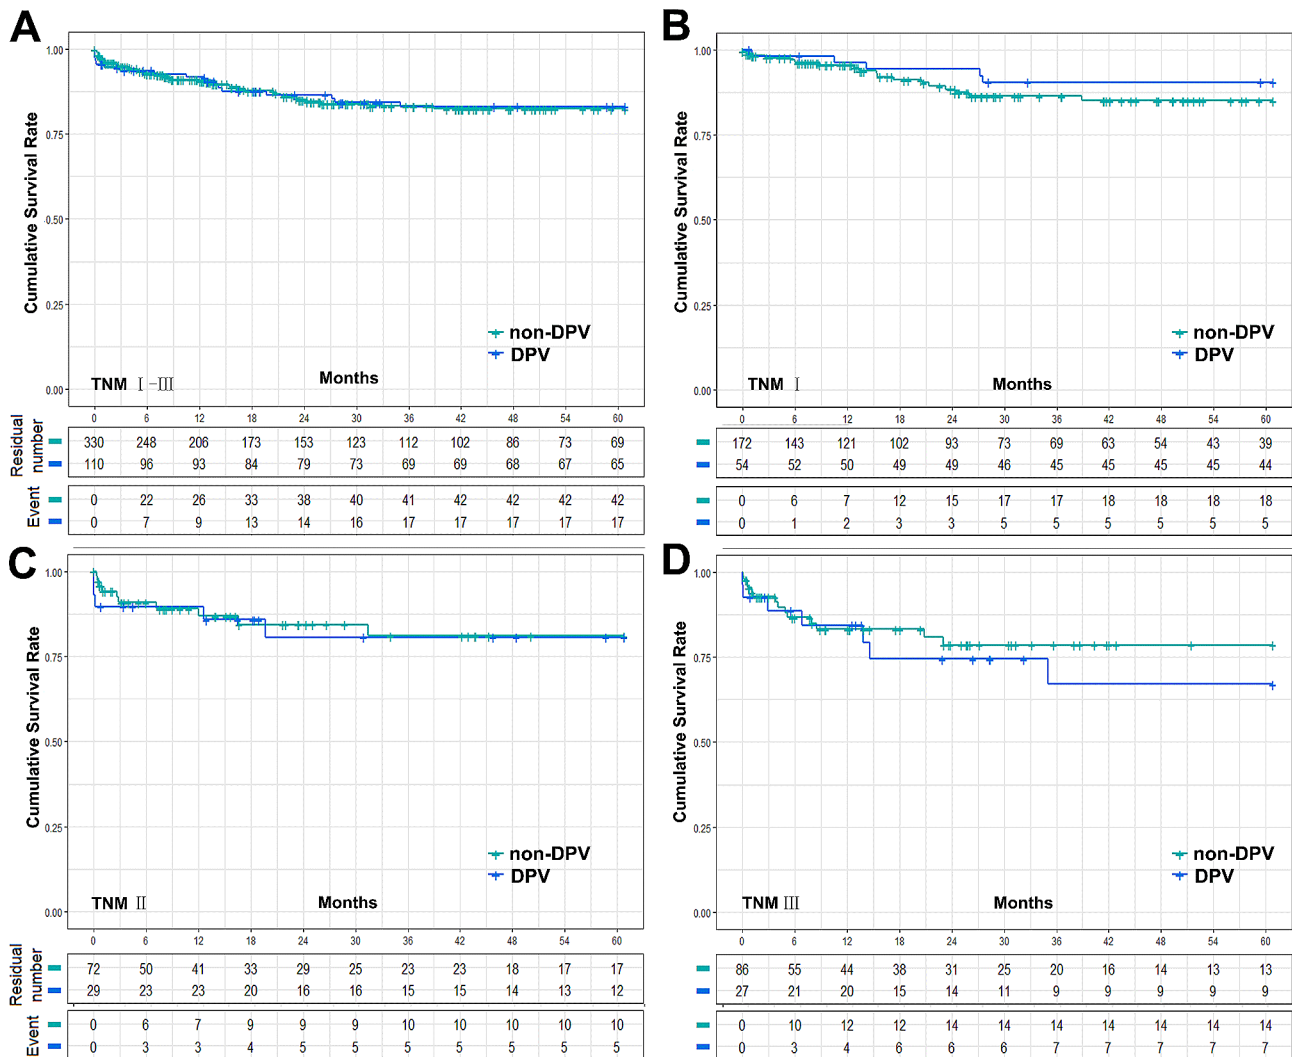 A
1.00
0.75
0.50
0.25
0.00
Cumulative Survival Rate
non-DPV
DPV
TNM Ⅰ-Ⅲ
Months
0 6 12 18 24 30 36 42 48 54 60
Residual number
330 248 206 173 153 123 112 102 86 73 69
110 96 93 84 79 73 69 69 68 67 65
Event
0 22 26 33 38 40 41 42 42 42 42
0 7 9 13 14 16 17 17 17 17 17
B
1.00
0.75
0.50
0.25
0.00
Cumulative Survival Rate
non-DPV
DPV
TNM Ⅰ
Months
0 6 12 18 24 30 36 42 48 54 60
172 143 121 102 93 73 69 63 54 43 39
54 52 50 49 49 46 45 45 45 45 44
0 6 7 12 15 17 17 18 18 18 18
0 1 2 3 3 5 5 5 5 5 5
C
1.00
0.75
0.50
0.25
0.00
Cumulative Survival Rate
non-DPV
DPV
TNM Ⅱ
Months
0 6 12 18 24 30 36 42 48 54 60
Residual number
72 50 41 33 29 25 23 23 18 17 17
29 23 23 20 16 16 15 15 14 13 12
Event
0 6 7 9 9 9 10 10 10 10 10
0 3 3 4 5 5 5 5 5 5 5
D
1.00
0.75
0.50
0.25
0.00
Cumulative Survival Rate
non-DPV
DPV
TNM Ⅲ
Months
0 6 12 18 24 30 36 42 48 54 60
86 55 44 38 31 25 20 16 14 13 13
27 21 20 15 14 11 9 9 9 9 9
0 10 12 12 14 14 14 14 14 14 14
0 3 4 6 6 6 7 7 7 7 7